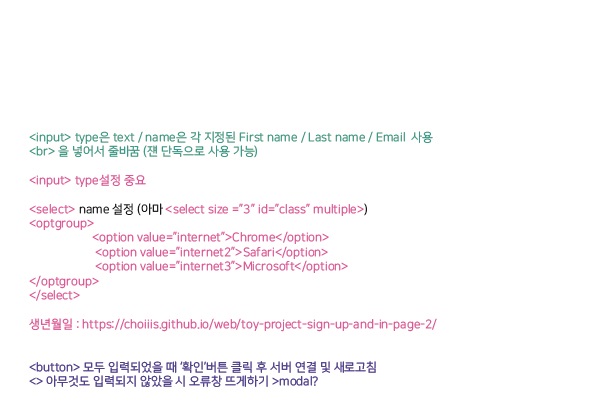 <input> type은 text / name은 각 지정된 First name / Last name / Email 사용
<br> 을 넣어서 줄바꿈 (쟨 단독으로 사용 가능)
<input> type설정 중요
<select> name 설정 (아마 <select size ="3" id="class" multiple>)
<optgroup>
<option value="internet">Chrome</option>
<option value="internet2">Safari</option>
<option value="internet3">Microsoft</option>
</optgroup>
</select>
생년월일 : https://choiiis.github.io/web/toy-project-sign-up-and-in-page-2/
<button> 모두 입력되었을 때 '확인'버튼 클릭 후 서버 연결 및 새로고침
<> 아무것도 입력되지 않았을 시 오류창 뜨게하기 >modal?